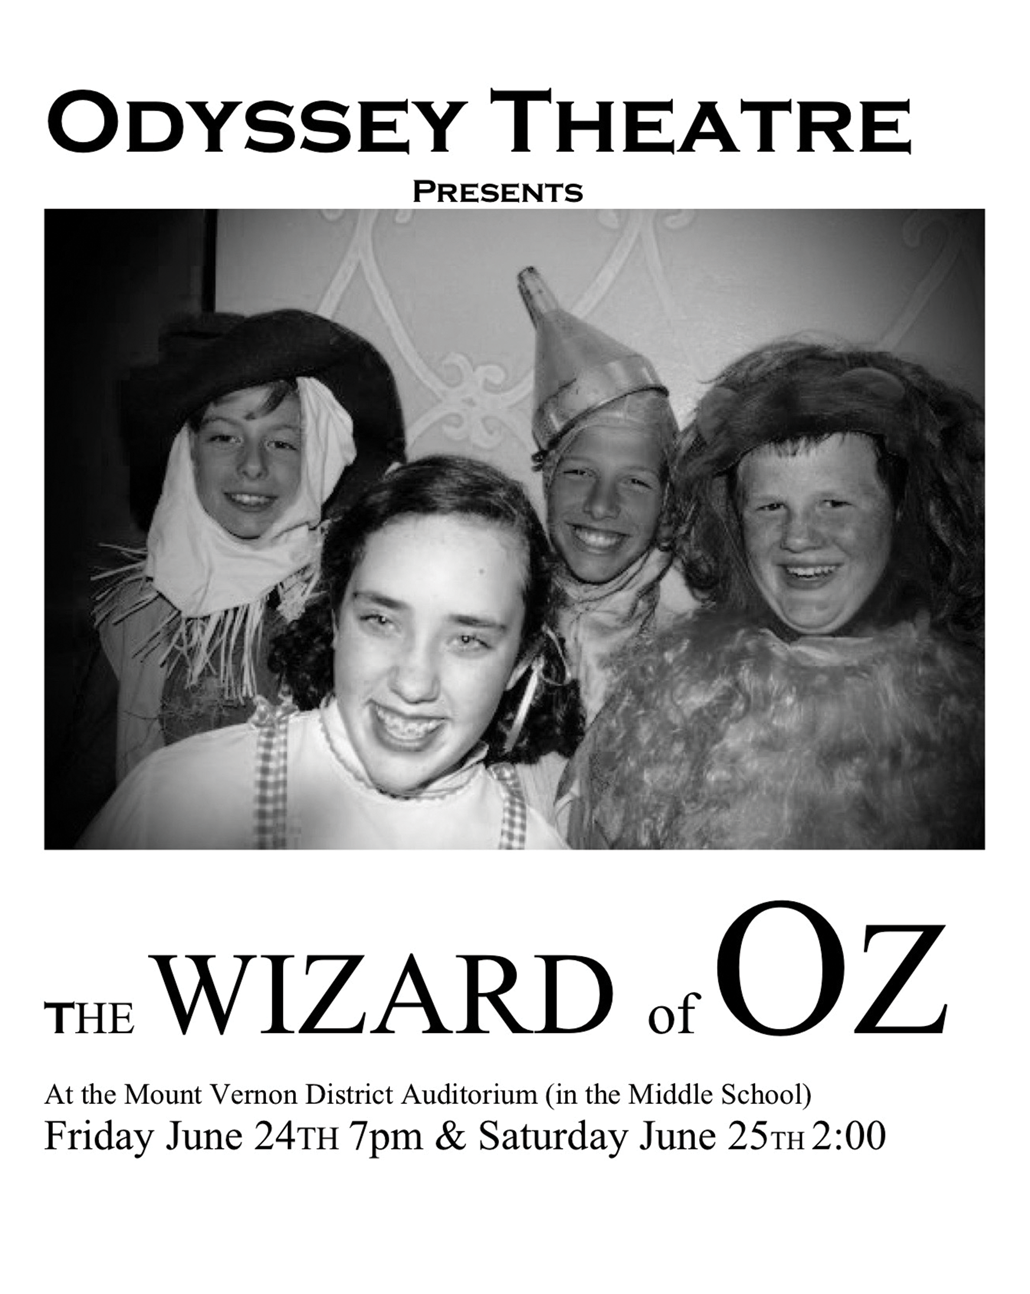 ODYSSEY THEATRE
PRESENTS
THE WIZARD of OZ
At the Mount Vernon District Auditorium (in the Middle School)
Friday June 24TH 7pm & Saturday June 25TH 2:00